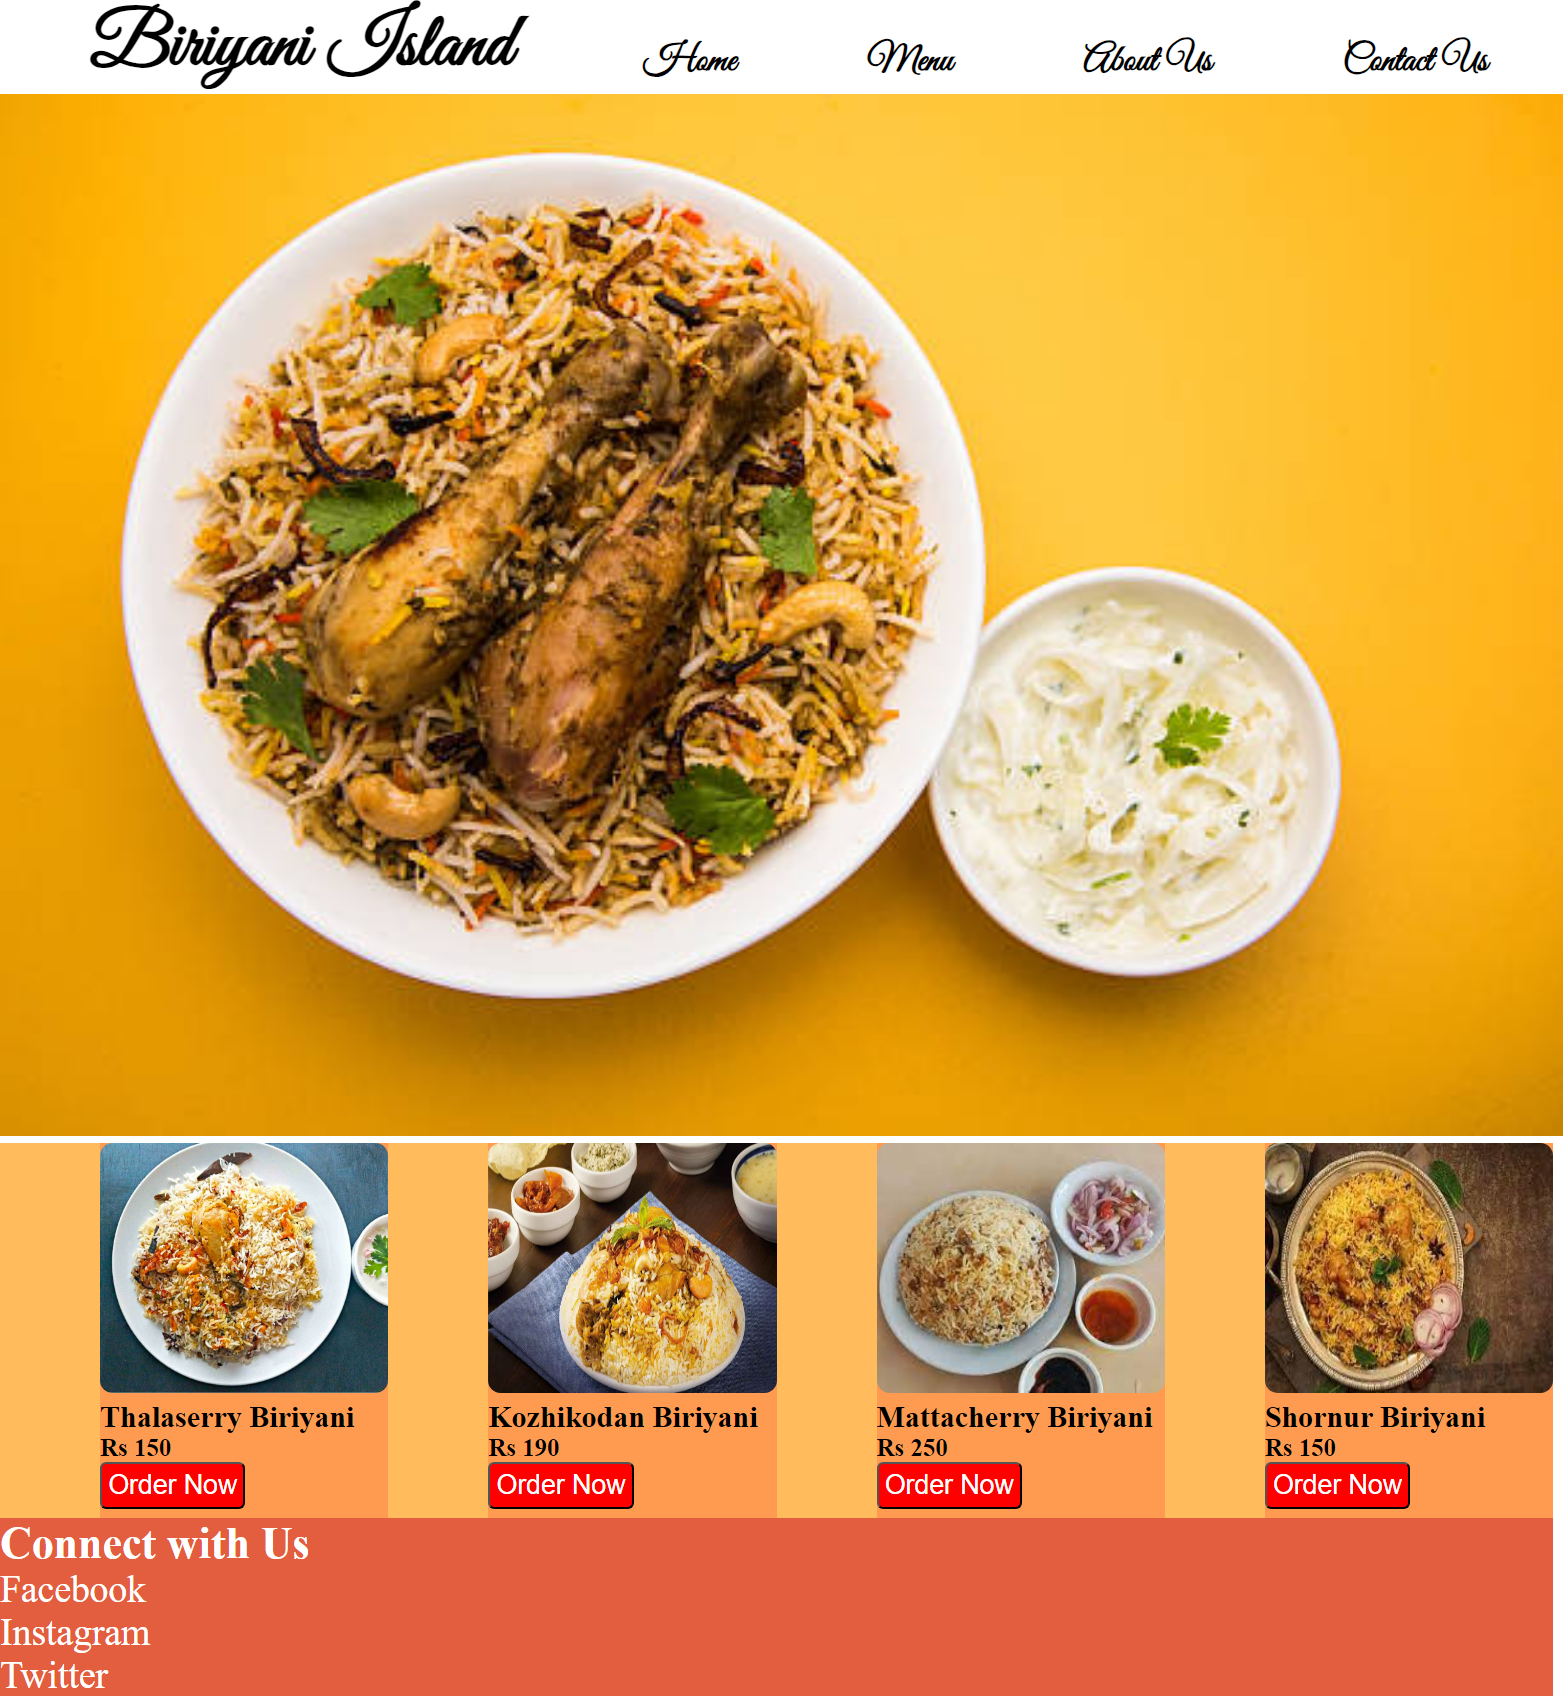 Biriyani Island
Home
Menu
About Us
Contact Us
Thalaserry Biriyani
Rs 150
Order Now
Kozhikodan Biriyani
Rs 190
Order Now
Mattacherry Biriyani
Rs 250
Order Now
Shornur Biriyani
Rs 150
Order Now
Connect with Us
Facebook
Instagram
Twitter